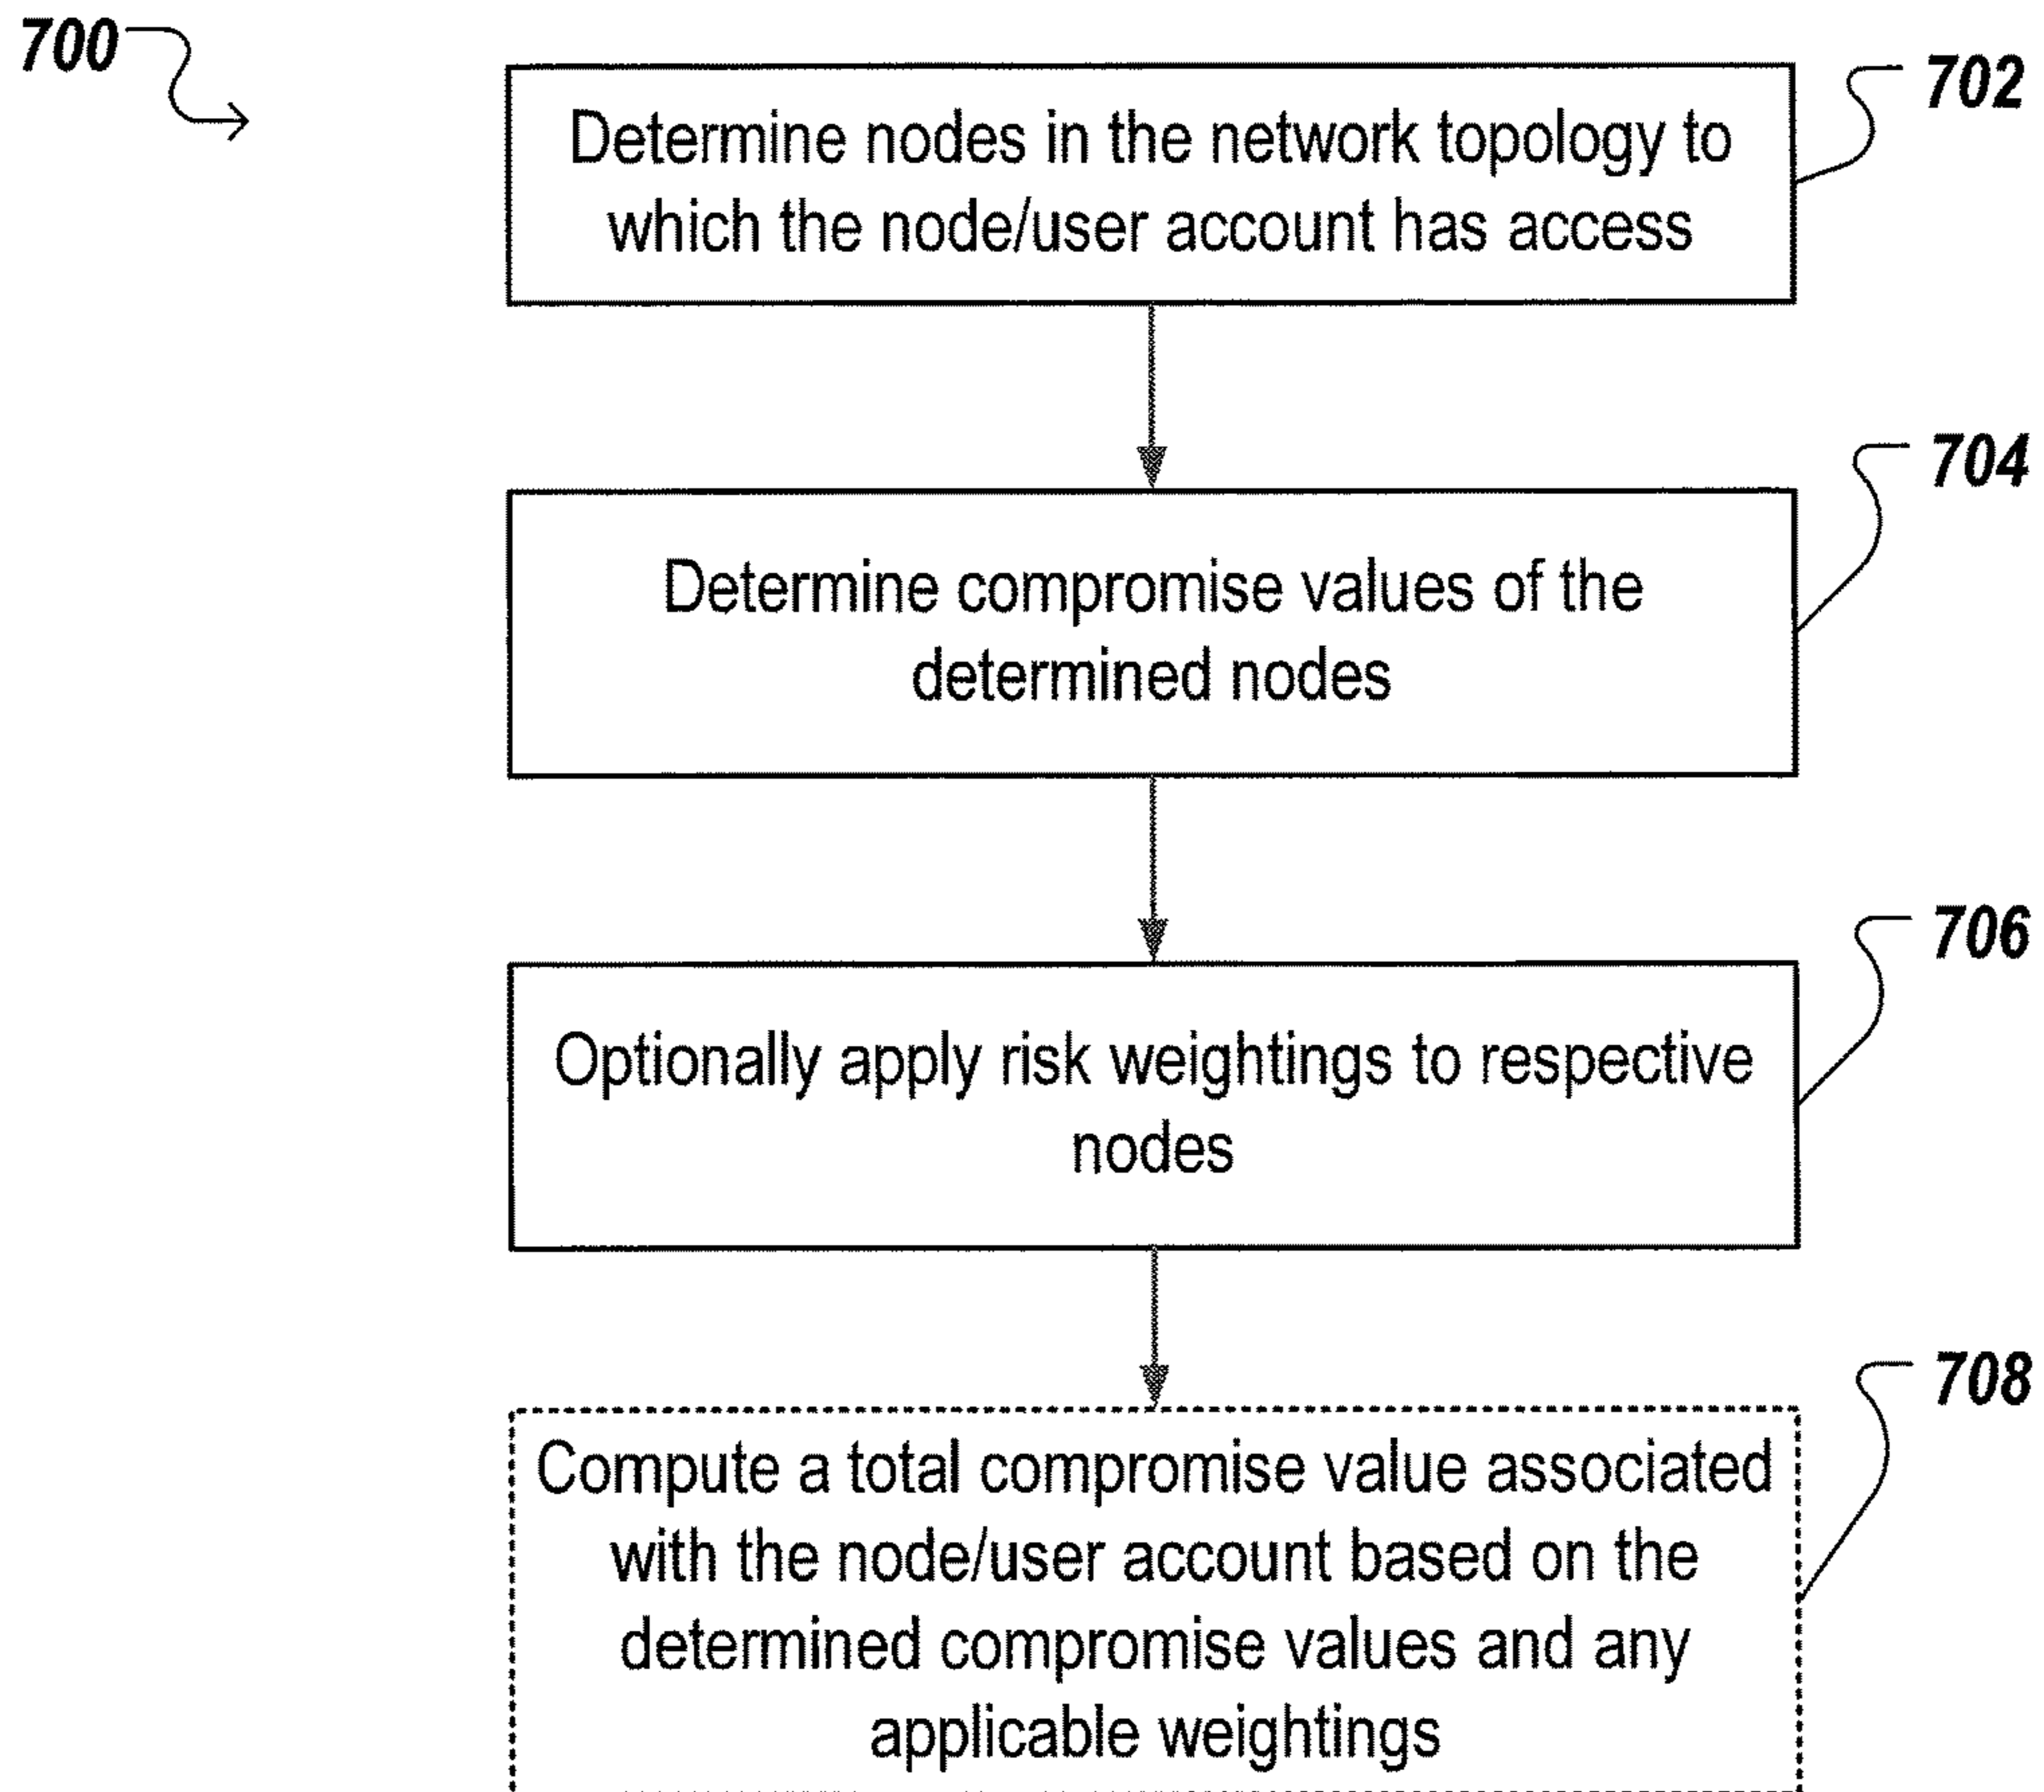 700
702
Determine nodes in the network topology to
which the node/user account has access
704
Determine compromise values of the
determined nodes
706
Optionally apply risk weightings to respective
nodes
708
Compute a total compromise value associated
with the node/user account based on the
determined compromise values and any
applicable weightings